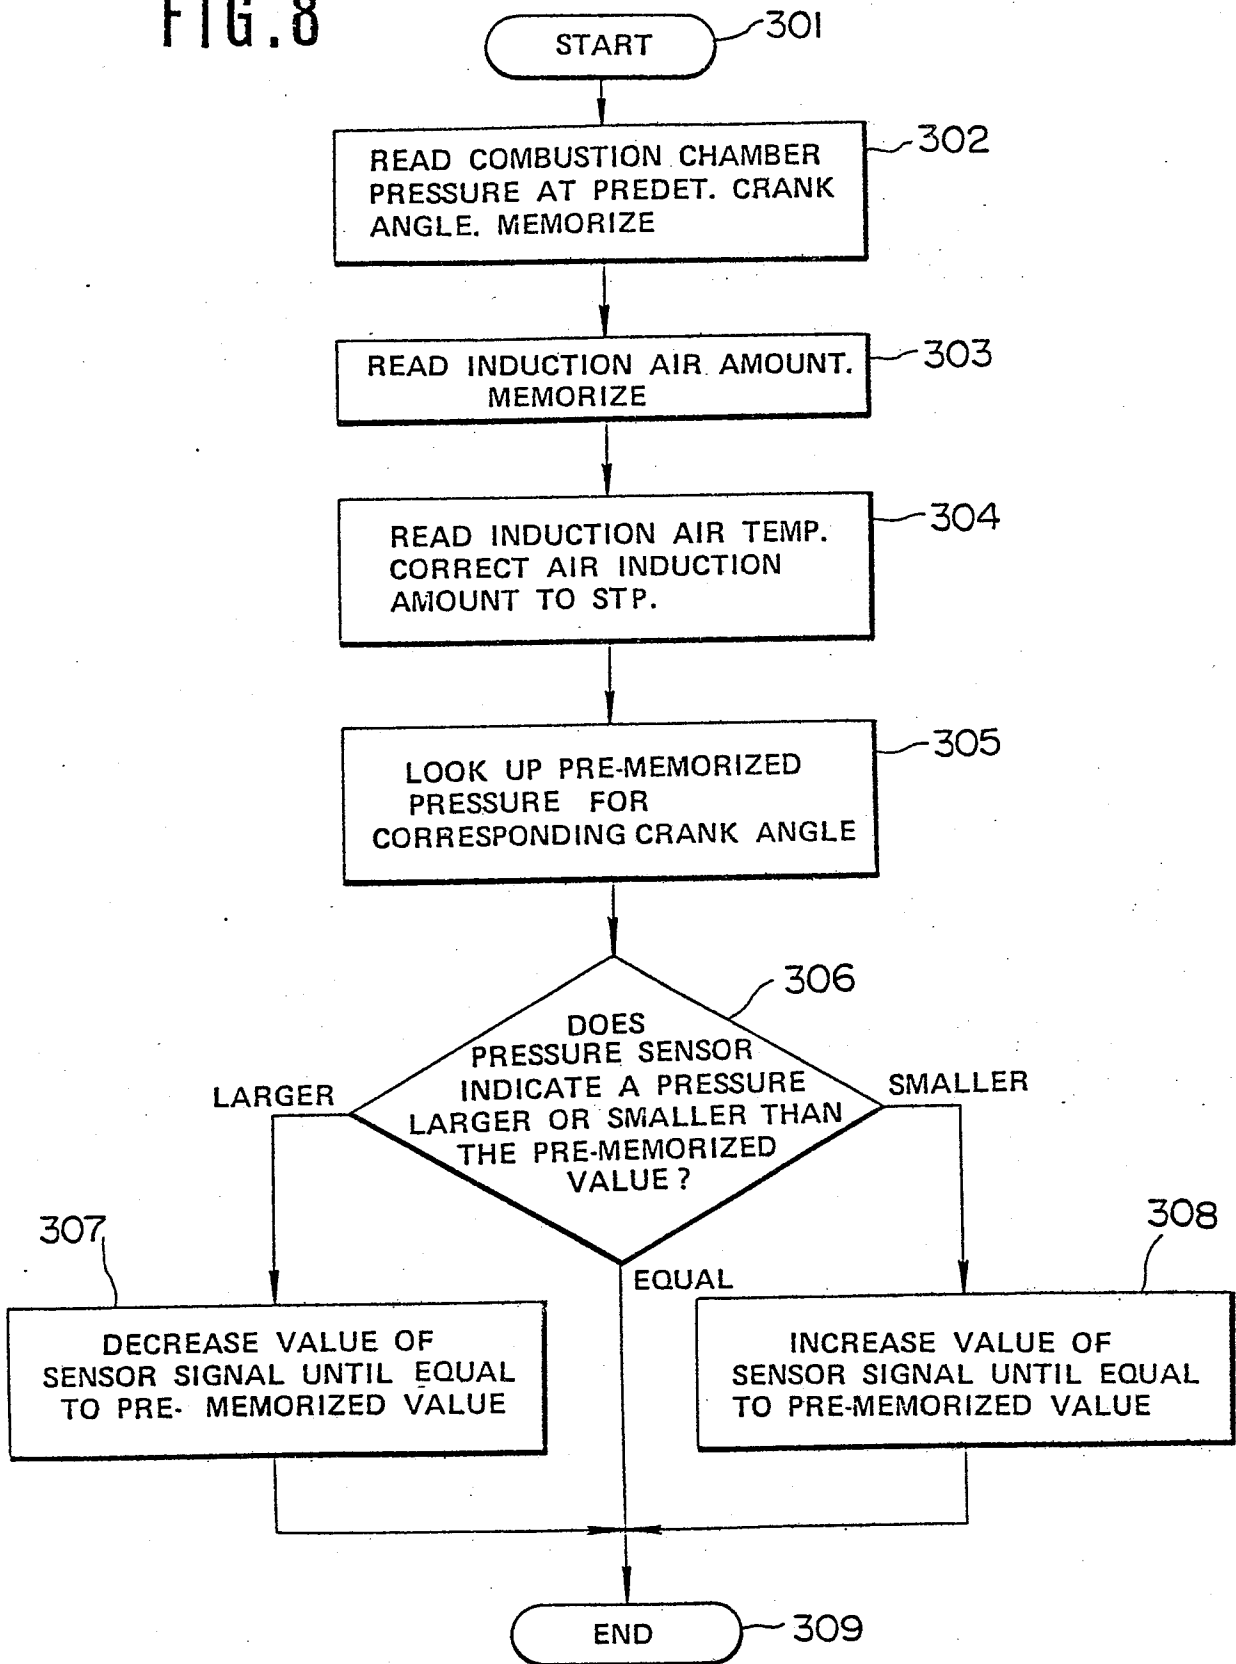 FIG.8
START
301
READ COMBUSTION CHAMBER
PRESSURE AT PREDET. CRANK
ANGLE. MEMORIZE
302
READ INDUCTION AIR AMOUNT.
MEMORIZE
303
READ INDUCTION AIR TEMP.
CORRECT AIR INDUCTION
AMOUNT TO STP.
304
LOOK UP PRE-MEMORIZED
PRESSURE FOR
CORRESPONDING CRANK ANGLE
305
306
DOES
PRESSURE SENSOR
INDICATE A PRESSURE
LARGER OR SMALLER THAN
THE PRE-MEMORIZED
VALUE?
LARGER
SMALLER
EQUAL
307
DECREASE VALUE OF
SENSOR SIGNAL UNTIL EQUAL
TO PRE- MEMORIZED VALUE
308
INCREASE VALUE OF
SENSOR SIGNAL UNTIL EQUAL
TO PRE-MEMORIZED VALUE
END
309